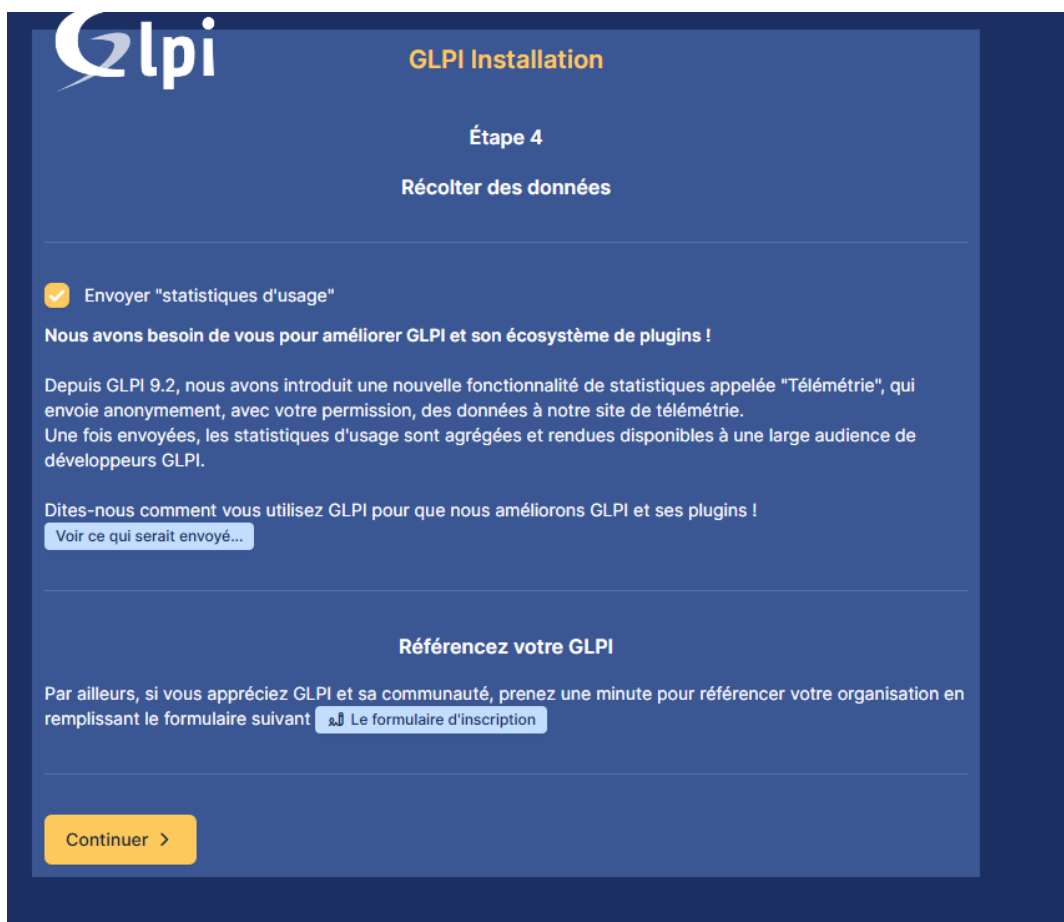 Glpi
GLPI Installation
Étape 4
Récolter des données
Envoyer "statistiques d'usage"
Nous avons besoin de vous pour améliorer GLPI et son écosystème de plugins !
Depuis GLPI 9.2, nous avons introduit une nouvelle fonctionnalité de statistiques appelée "Télémétrie", qui
envoie anonymement, avec votre permission, des données à notre site de télémétrie.
Une fois envoyées, les statistiques d'usage sont agrégées et rendues disponibles à une large audience de
développeurs GLPI.
Dites-nous comment vous utilisez GLPI pour que nous améliorons GLPI et ses plugins !
Voir ce qui serait envoyé...
Référencez votre GLPI
Par ailleurs, si vous appréciez GLPI et sa communauté, prenez une minute pour référencer votre organisation en
remplissant le formulaire suivant Le formulaire d'inscription
Continuer